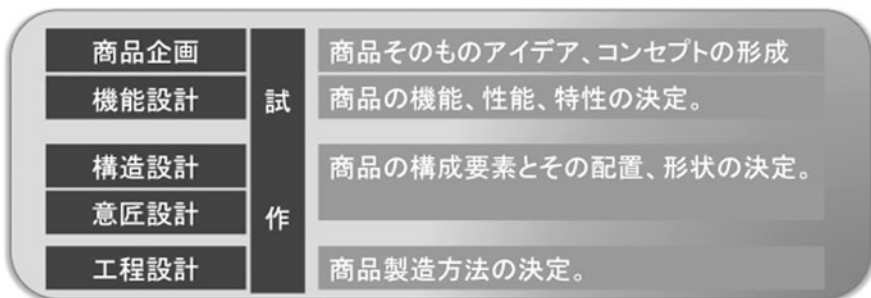 商品企画
商品そのものアイデア、コンセプトの形成
機能設計
試
商品の機能、性能、特性の決定。
構造設計
商品の構成要素とその配置、形状の決定。
意匠設計
作
工程設計
商品製造方法の決定。